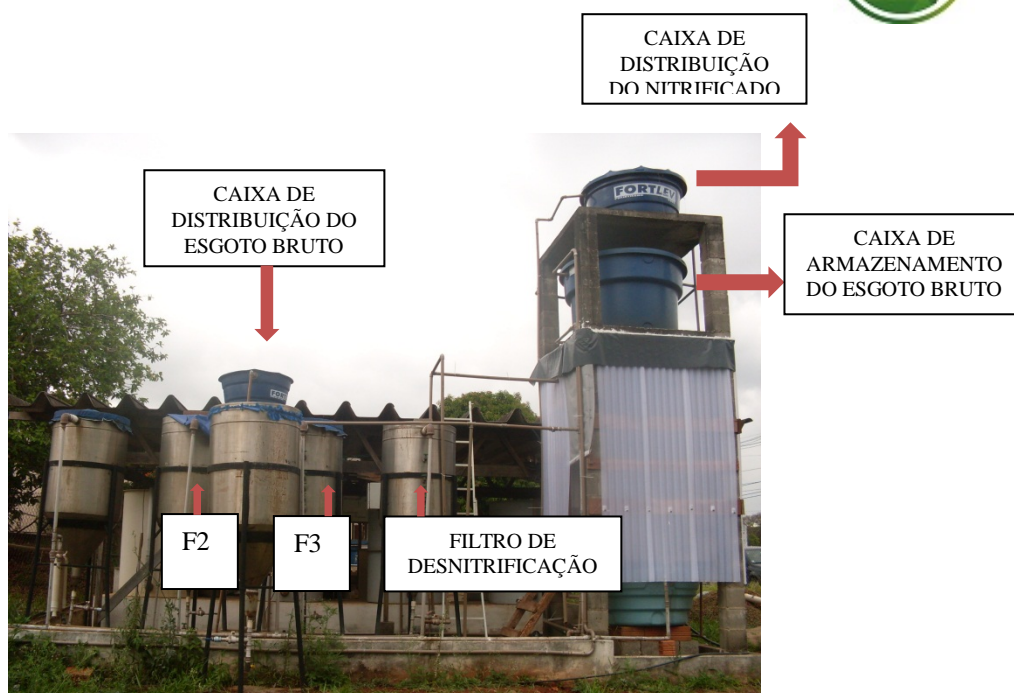 CAIXA DE
DISTRIBUIÇÃO
DO NITRIFICADO
CAIXA DE
DISTRIBUIÇÃO DO
ESGOTO BRUTO
FORTLEV
CAIXA DE
ARMAZENAMENTO
DO ESGOTO BRUTO
FORT
F2
F3
FILTRO DE
DESNITRIFICAÇÃO